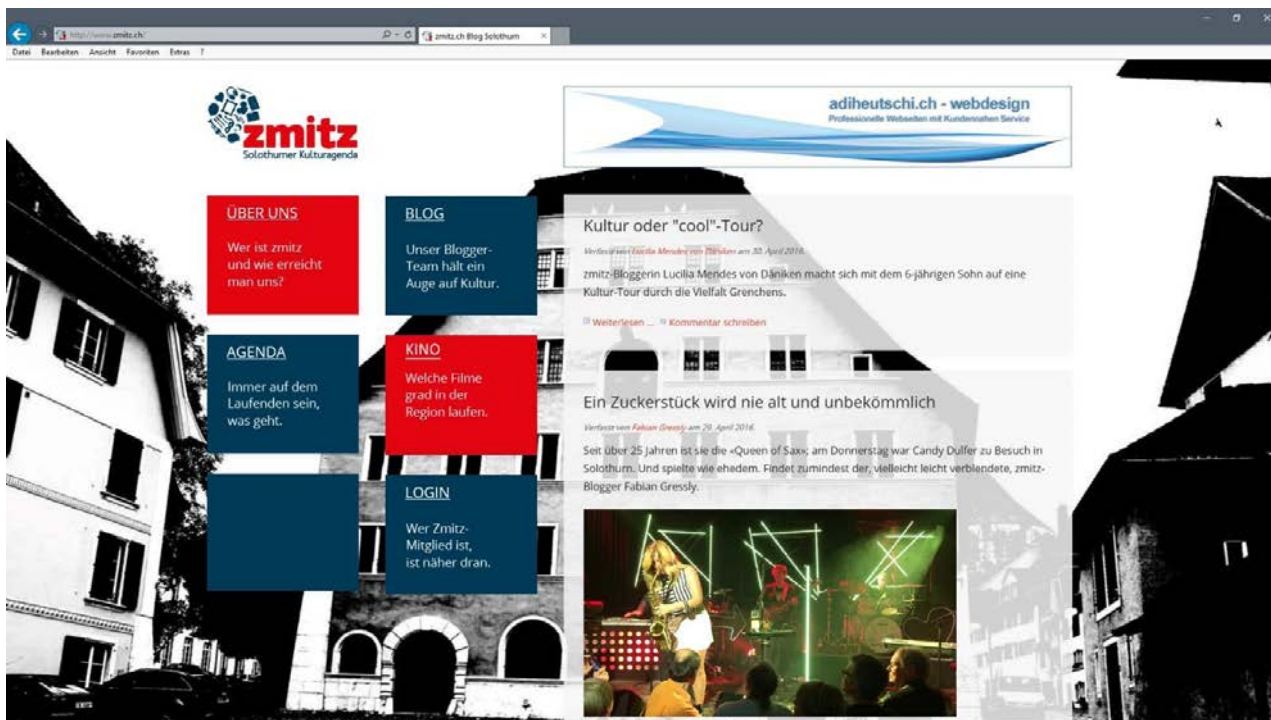 http://www.zmitz.ch/
zmitz.ch Blog Solothurn
Datei Bearbeiten Ansicht Favoriten Extras ?
zmitz
Solothurner Kulturagenda
adiheutschi.ch - webdesign
Professionelle Webseiten mit Kundennahen Service
ÜBER UNS
Wer ist zmitz
und wie erreicht
man uns?
BLOG
Unser Blogger-
Team hält ein
Auge auf Kultur.
AGENDA
Immer auf dem
Laufenden sein,
was geht.
KINO
Welche Filme
grad in der
Region laufen.
LOGIN
Wer Zmitz-
Mitglied ist,
ist näher dran.
Kultur oder "cool"-Tour?
Verfasst von Lucilia Mendes von Däniken am 30. April 2016.
zmitz-Bloggerin Lucilia Mendes von Däniken macht sich mit dem 6-jährigen Sohn auf eine
Kultur-Tour durch die Vielfalt Grenchens.
Weiterlesen ... Kommentar schreiben
Ein Zuckerstück wird nie alt und unbekömmlich
Verfasst von Fabian Gressly am 29. April 2016.
Seit über 25 Jahren ist sie die «Queen of Sax»; am Donnerstag war Candy Dulfer zu Besuch in
Solothurn. Und spielte wie ehedem. Findet zumindest der, vielleicht leicht verblendete, zmitz-
Blogger Fabian Gressly.